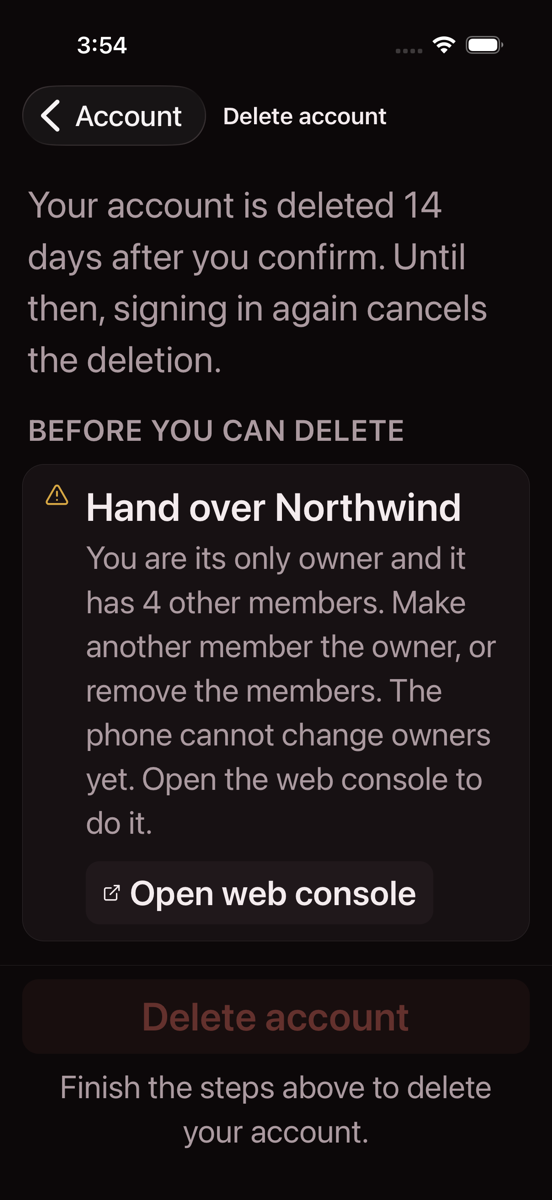 3:54
Account
Delete account
Your account is deleted 14
days after you confirm. Until
then, signing in again cancels
the deletion.
BEFORE YOU CAN DELETE
Hand over Northwind
You are its only owner and it
has 4 other members. Make
another member the owner, or
remove the members. The
phone cannot change owners
yet. Open the web console to
do it.
Open web console
Delete account
Finish the steps above to delete
your account.